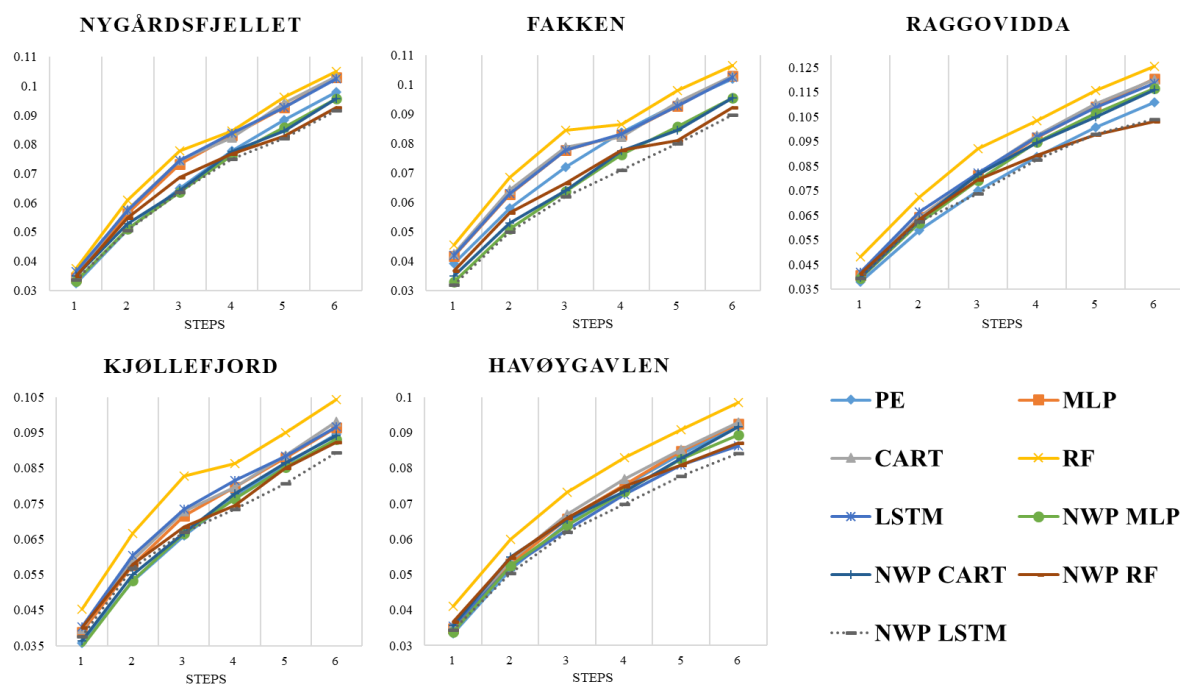 NYGÅRDSFJELLET
0.11
0.1
0.09
0.08
0.07
0.06
0.05
0.04
0.03
1 2 3 4 5 6
STEPS
FAKKEN
0.11
0.1
0.09
0.08
0.07
0.06
0.05
0.04
0.03
1 2 3 4 5 6
STEPS
RAGGOVIDDA
0.125
0.115
0.105
0.095
0.085
0.075
0.065
0.055
0.045
0.035
1 2 3 4 5 6
STEPS
KJØLLEFJORD
0.105
0.095
0.085
0.075
0.065
0.055
0.045
0.035
1 2 3 4 5 6
STEPS
HAVØYGAVLEN
0.1
0.09
0.08
0.07
0.06
0.05
0.04
0.03
1 2 3 4 5 6
STEPS
PE MLP
CART RF
LSTM NWP MLP
NWP CART NWP RF
NWP LSTM